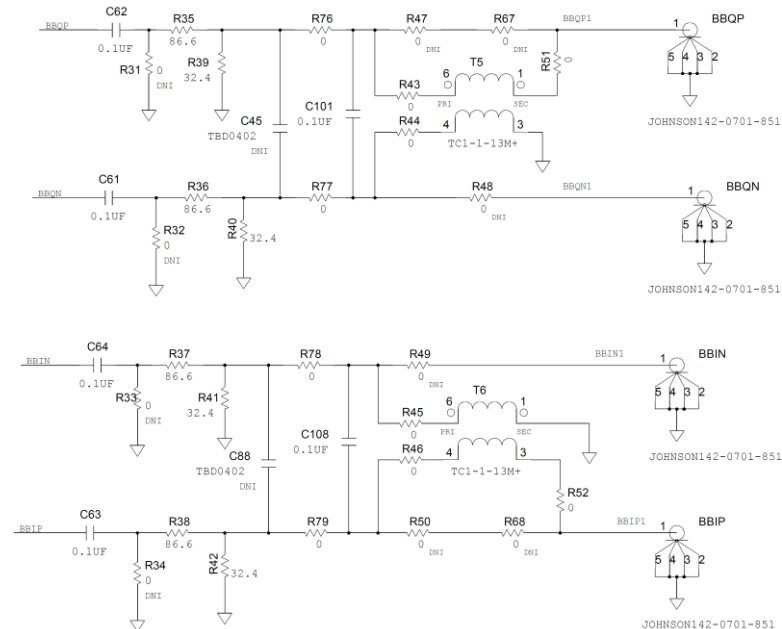 C62 R35 R76 R47 R67 BBQP
BBQP BBQP1 1
0.1UF 86.6 0 0 0
DNI DNI
R31 0 R39 T5 R51 0 5 4 3 2
DNI 32.4 6 1
R43 PRI SEC
C101 0
C45 0.1UF R44 4 3 JOHNSON142-0701-851
TBD0402 0 TC1-1-13M+
DNI
C61 R36 R77 R48 BBQN
BBQN BBQN1 1
0.1UF 86.6 0 0
DNI
R32 R40 5 4 3 2
0 32.4
DNI
JOHNSON142-0701-851
C64 R37 R78 R49 BBIN
BBIN BBIN1 1
0.1UF 86.6 0 0
DNI
R33 0 R41 T6 5 4 3 2
DNI 32.4 6 1
R45 PRI SEC
C108 0
0.1UF R46 4 3
C88 0 TC1-1-13M+ JOHNSON142-0701-851
TBD0402
DNI R52
0
C63 R38 R79 R50 R68 BBIP
BBIP BBIP1 1
0.1UF 86.6 0 0 0
DNI DNI
R34 R42 5 4 3 2
0 32.4
DNI
JOHNSON142-0701-851